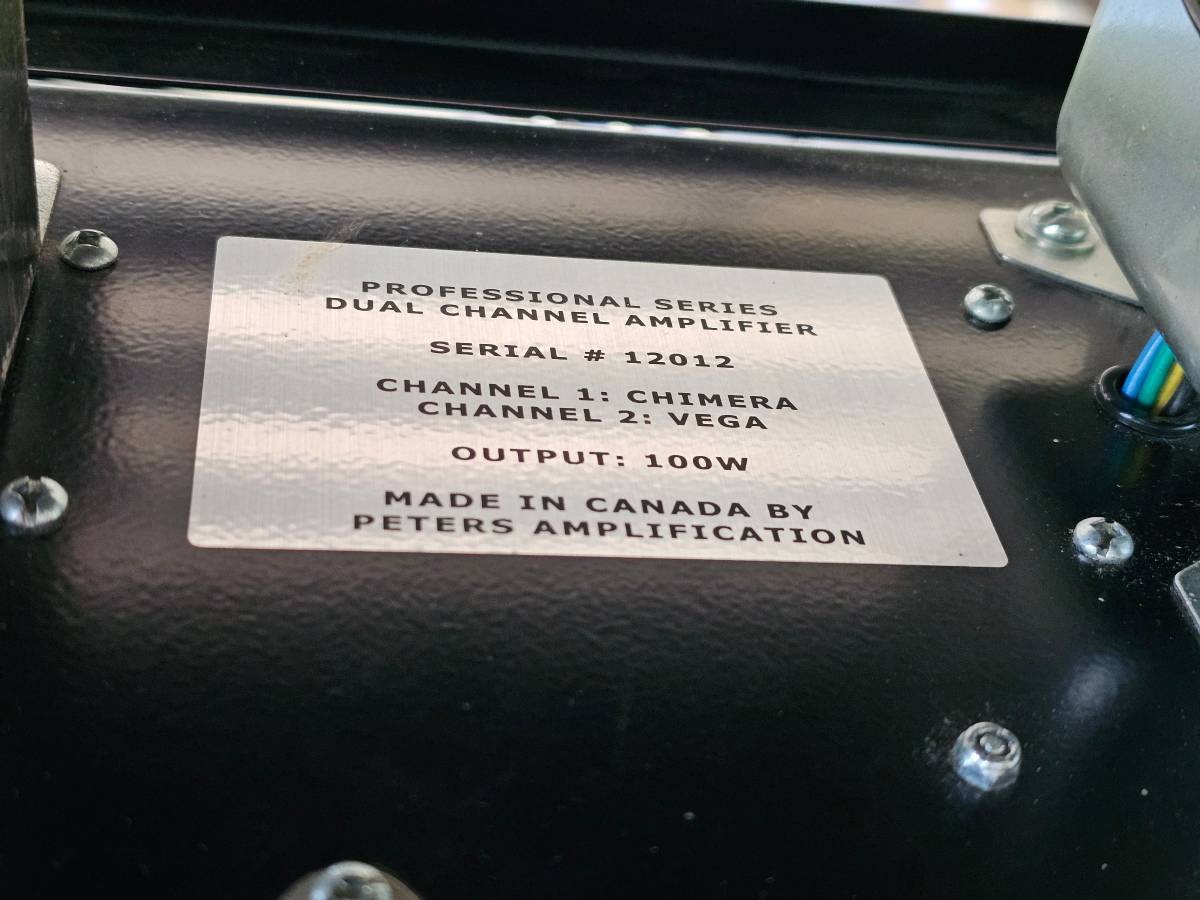 PROFESSIONAL SERIES
DUAL CHANNEL AMPLIFIER
SERIAL # 12012
CHANNEL 1: CHIMERA
CHANNEL 2: VEGA
OUTPUT: 100W
MADE IN CANADA BY
PETERS AMPLIFICATION